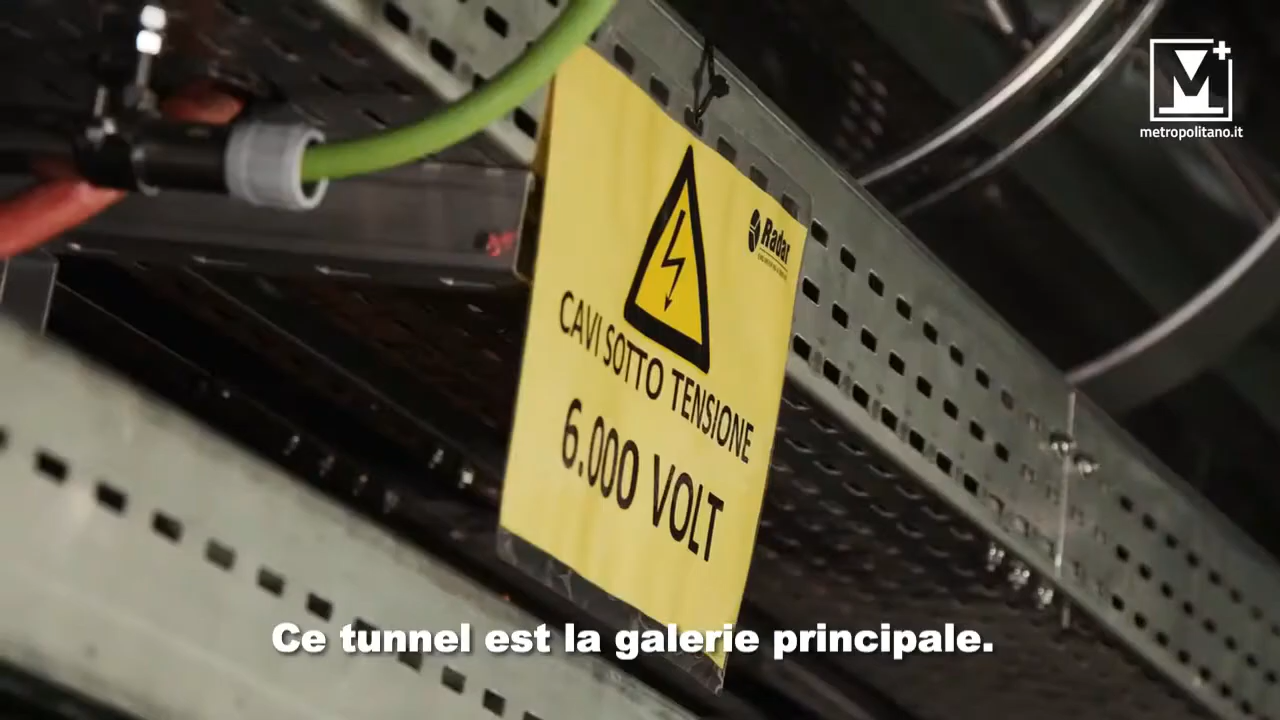 metropolitano.it
Radar
CAVI SOTTO TENSIONE
6.000 VOLT
Ce tunnel est la galerie principale.